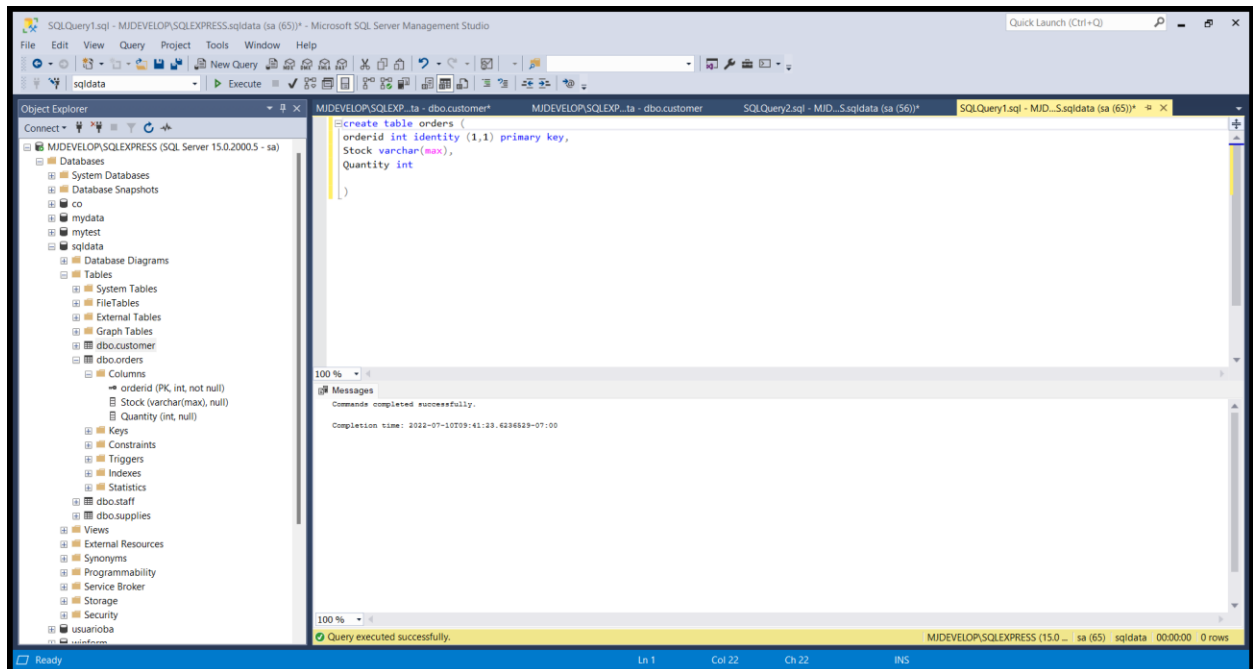 SQLQuery1.sql - MJDEVELOP\SQLEXPRESS.sqldata (sa (65))* - Microsoft SQL Server Management Studio
Quick Launch (Ctrl+Q)
File Edit View Query Project Tools Window Help
New Query
sqldata
Execute
Object Explorer
MJDEVELOP\SQLEXP...ta - dbo.customer*
MJDEVELOP\SQLEXP...ta - dbo.customer
SQLQuery2.sql - MJD...S.sqldata (sa (56))*
SQLQuery1.sql - MJD...S.sqldata (sa (65))*
Connect
MJDEVELOP\SQLEXPRESS (SQL Server 15.0.2000.5 - sa)
Databases
System Databases
Database Snapshots
co
mydata
mytest
sqldata
Database Diagrams
Tables
System Tables
FileTables
External Tables
Graph Tables
dbo.customer
dbo.orders
Columns
orderid (PK, int, not null)
Stock (varchar(max), null)
Quantity (int, null)
Keys
Constraints
Triggers
Indexes
Statistics
dbo.staff
dbo.supplies
Views
External Resources
Synonyms
Programmability
Service Broker
Storage
Security
usuarioba
winform
create table orders (
orderid int identity (1,1) primary key,
Stock varchar(max),
Quantity int
)
100 %
Messages
Commands completed successfully.
Completion time: 2022-07-10T09:41:23.6236529-07:00
100 %
Query executed successfully.
MJDEVELOP\SQLEXPRESS (15.0 ... sa (65) sqldata 00:00:00 0 rows
Ready
Ln 1 Col 22 Ch 22 INS